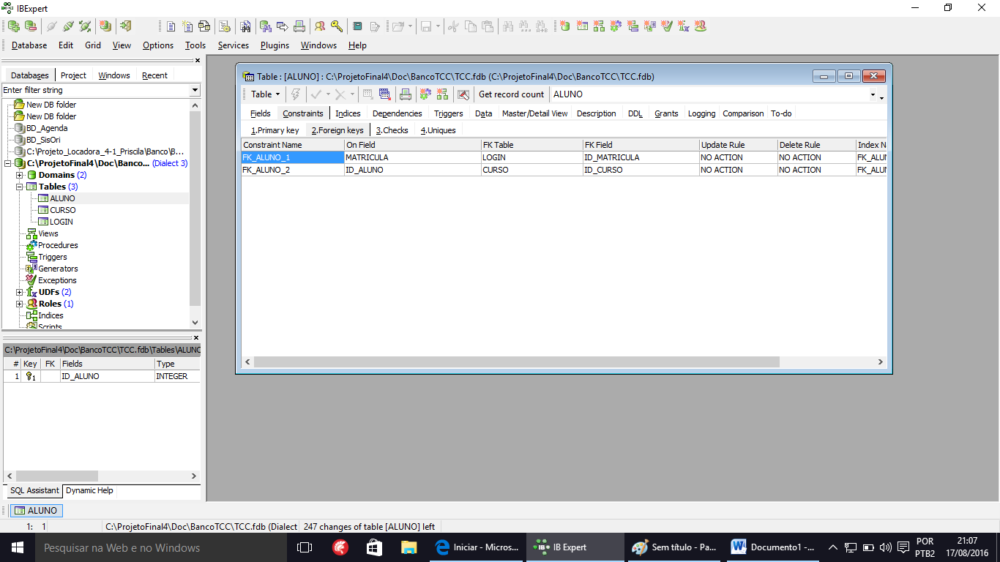 IBExpert
Database Edit Grid View Options Tools Services Plugins Windows Help
Databases Project Windows Recent
Enter filter string
New DB folder
New DB folder
BD_Agenda
BD_SisOri
C:\Projeto_Locadora_4-1_Priscila\Banco\B...
C:\ProjetoFinal4\Doc\Banco... (Dialect 3)
Domains (2)
Tables (3)
ALUNO
CURSO
LOGIN
Views
Procedures
Triggers
Generators
Exceptions
UDFs (2)
Roles (1)
Indices
Scripts
C:\ProjetoFinal4\Doc\BancoTCC\TCC.fdb\Tables\ALUNO
# Key FK Fields Type
1 1 ID_ALUNO INTEGER
SQL Assistant Dynamic Help
Table : [ALUNO] : C:\ProjetoFinal4\Doc\BancoTCC\TCC.fdb (C:\ProjetoFinal4\Doc\BancoTCC\TCC.fdb)
Table Get record count ALUNO
Fields Constraints Indices Dependencies Triggers Data Master/Detail View Description DDL Grants Logging Comparison To-do
1.Primary key 2.Foreign keys 3.Checks 4.Uniques
Constraint Name On Field FK Table FK Field Update Rule Delete Rule Index N
FK_ALUNO_1 MATRICULA LOGIN ID_MATRICULA NO ACTION NO ACTION FK_ALUN
FK_ALUNO_2 ID_ALUNO CURSO ID_CURSO NO ACTION NO ACTION FK_ALUN
ALUNO
1: 1 C:\ProjetoFinal4\Doc\BancoTCC\TCC.fdb (Dialect 247 changes of table [ALUNO] left
Pesquisar na Web e no Windows Iniciar - Micros... IB Expert Sem título - Pa... Documento1 -... POR 21:07
PTB2 17/08/2016